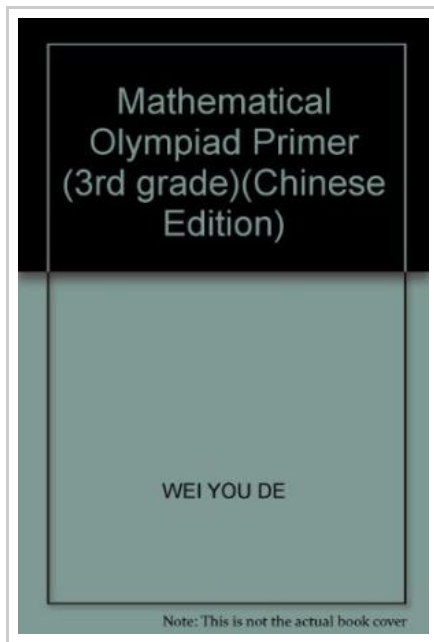 Mathematical
Olympiad Primer
(3rd grade)(Chinese
Edition)
WEI YOU DE
Note: This is not the actual book cover